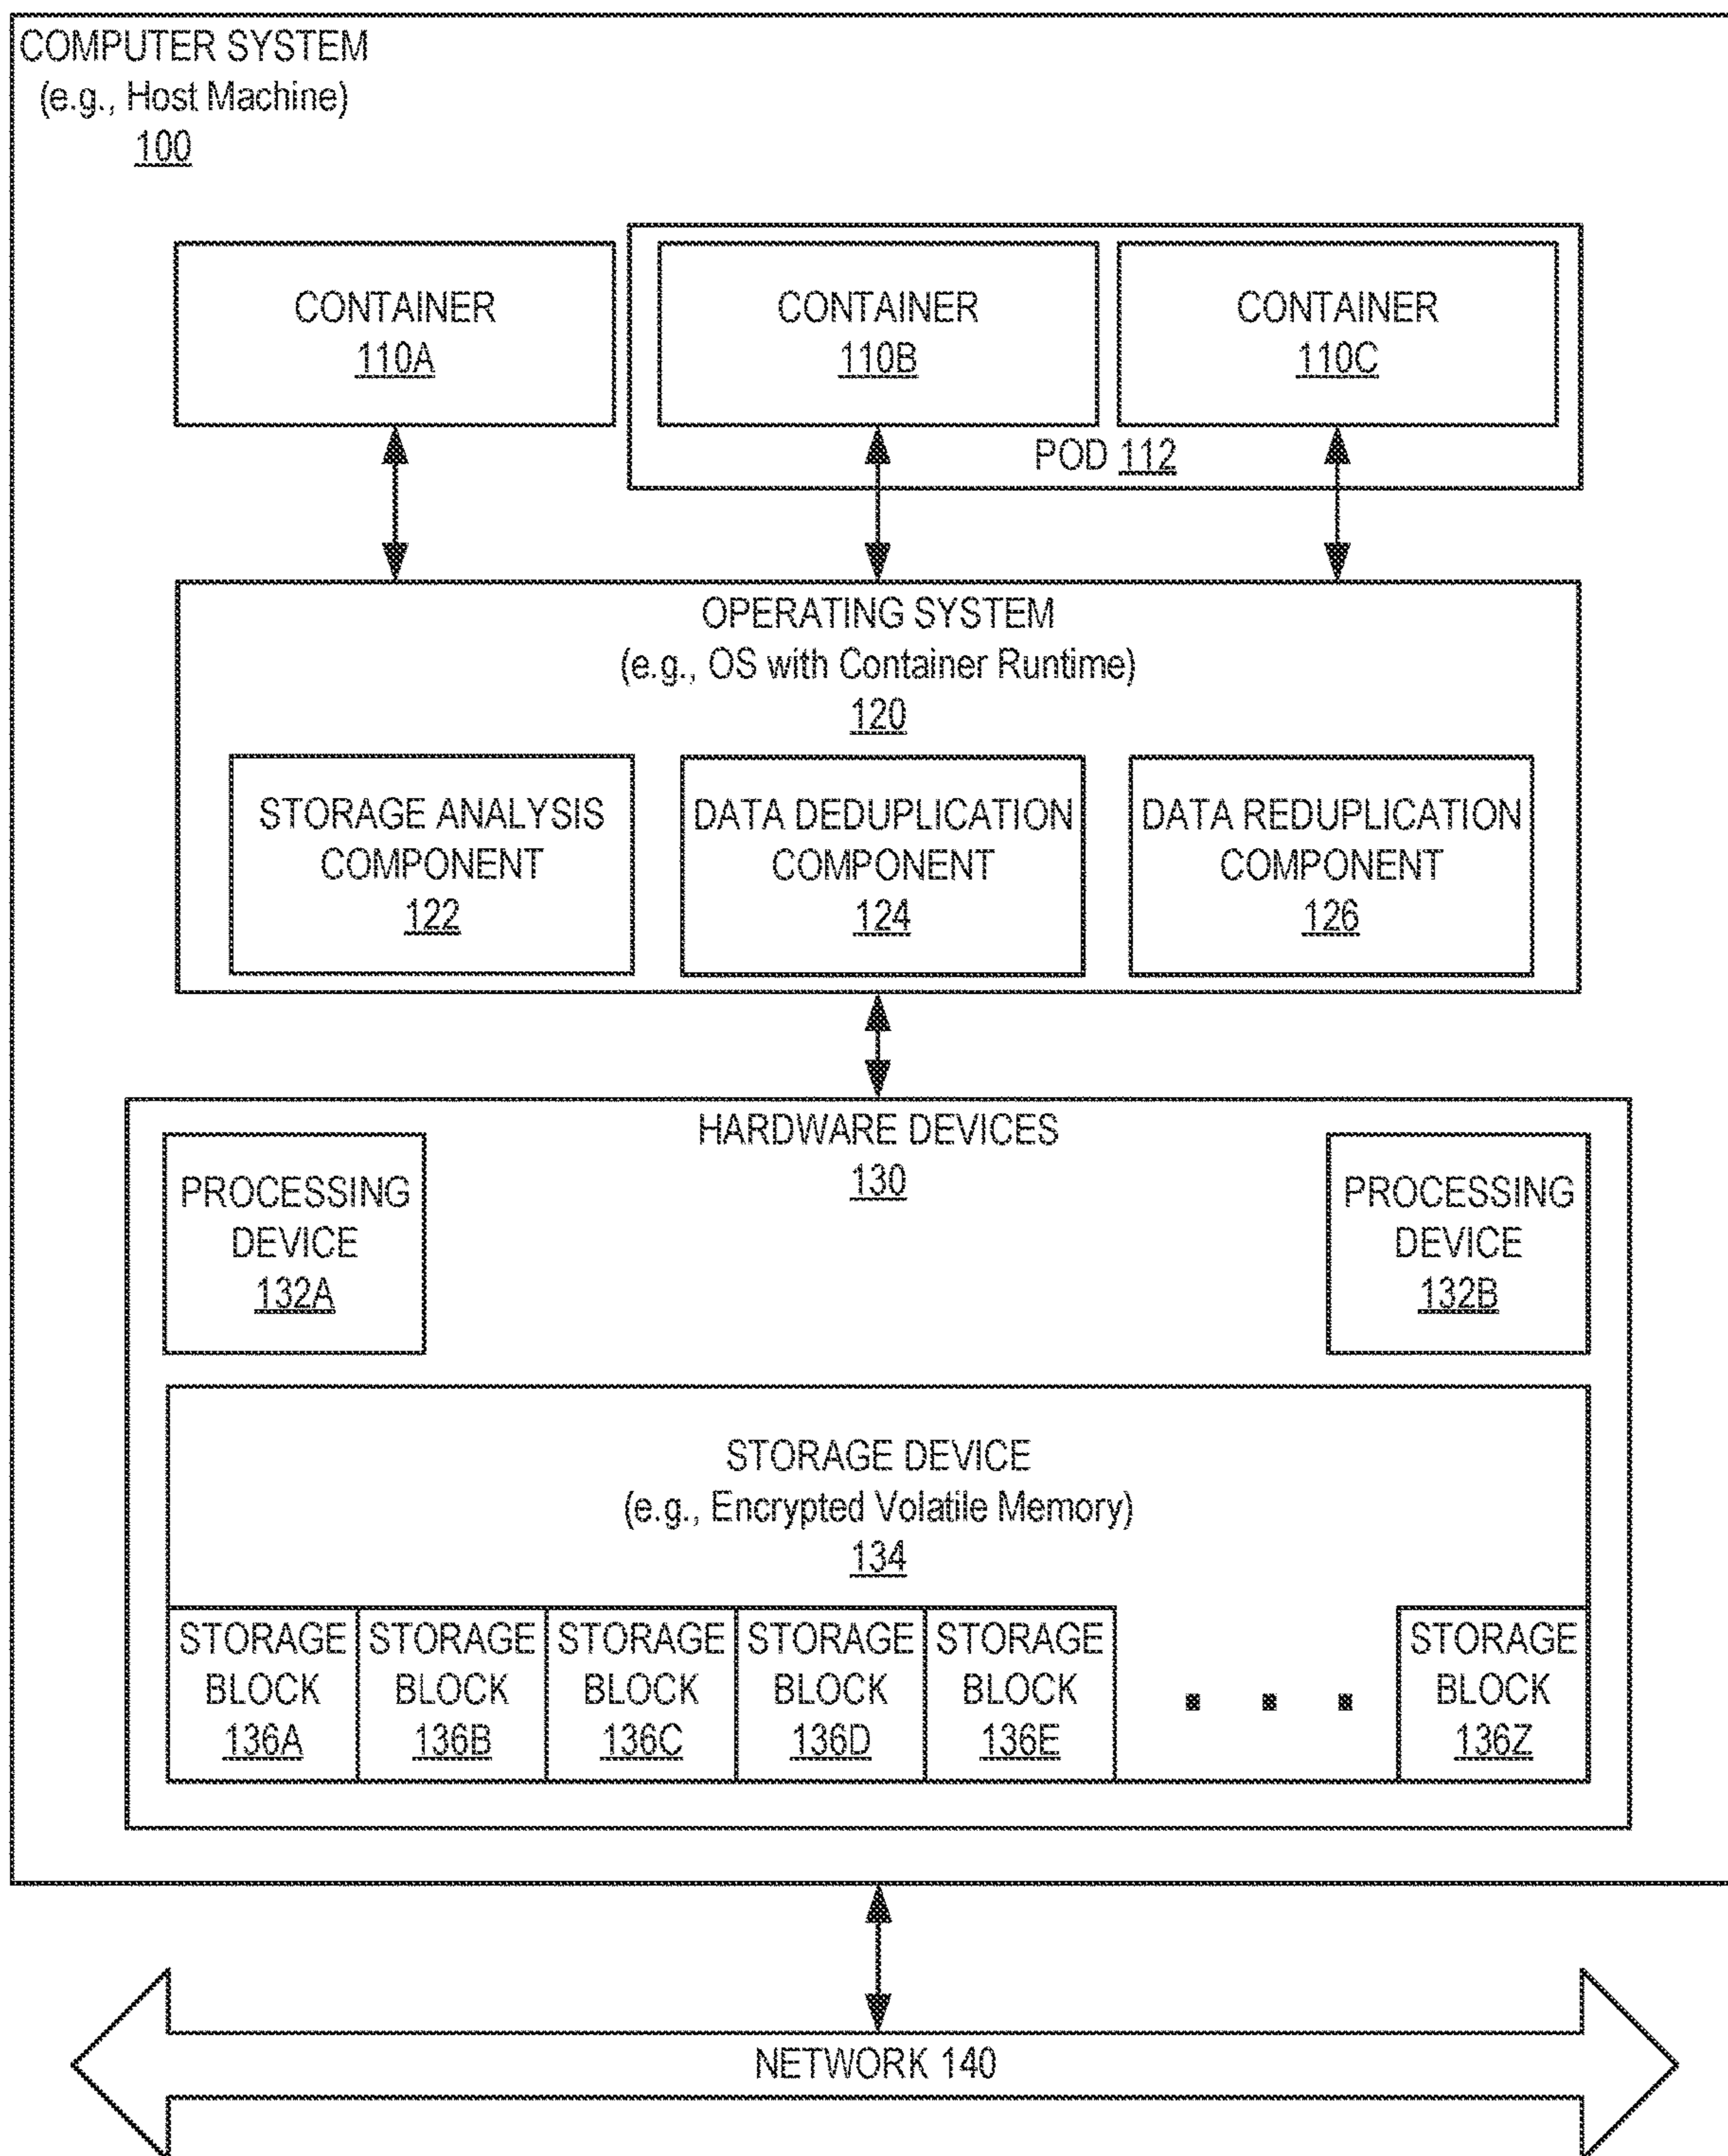 COMPUTER SYSTEM
(e.g., Host Machine)
100
CONTAINER
110A
CONTAINER
110B
CONTAINER
110C
POD 112
OPERATING SYSTEM
(e.g., OS with Container Runtime)
120
STORAGE ANALYSIS
COMPONENT
122
DATA DEDUPLICATION
COMPONENT
124
DATA REDUPLICATION
COMPONENT
126
HARDWARE DEVICES
130
PROCESSING
DEVICE
132A
PROCESSING
DEVICE
132B
STORAGE DEVICE
(e.g., Encrypted Volatile Memory)
134
STORAGE
BLOCK
136A
STORAGE
BLOCK
136B
STORAGE
BLOCK
136C
STORAGE
BLOCK
136D
STORAGE
BLOCK
136E
. . .
STORAGE
BLOCK
136Z
NETWORK 140